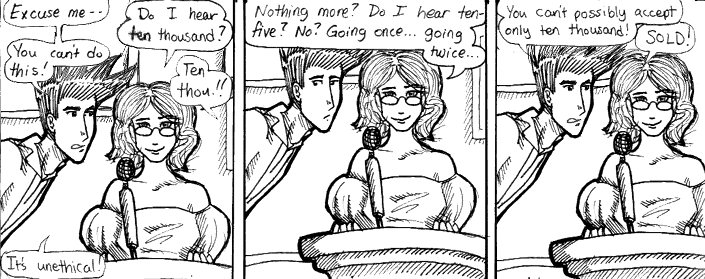 Excuse me--
You can't do
this!
Do I hear
ten thousand?
Ten
thou!!
It's unethical!
Nothing more? Do I hear ten-
five? No? Going once... going
twice...
You can't possibly accept
only ten thousand!
SOLD!